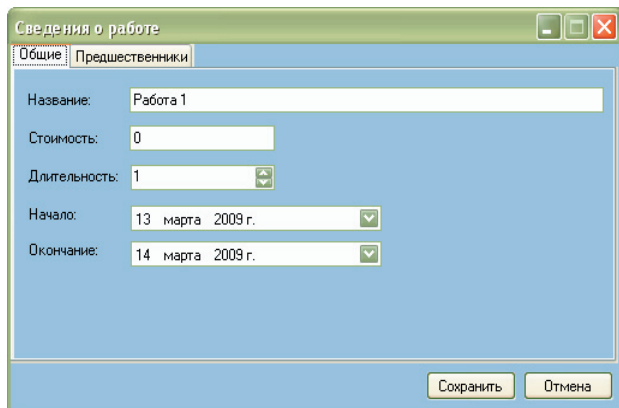 Сведения о работе
Общие Предшественники
Название: Работа 1
Стоимость: 0
Длительность: 1
Начало: 13 марта 2009 г.
Окончание: 14 марта 2009 г.
Сохранить Отмена